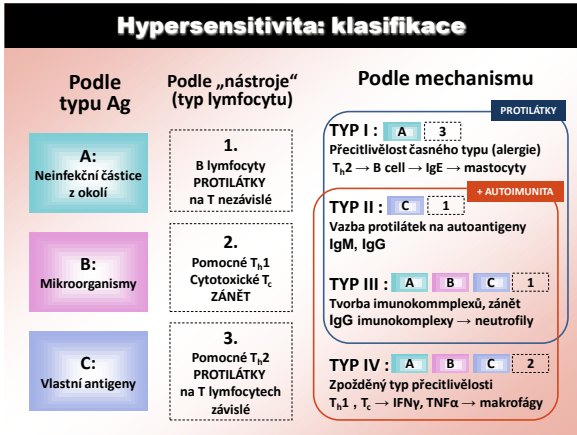 Hypersensitivita: klasifikace
Podle
typu Ag
A:
Neinfekční částice
z okolí
B:
Mikroorganismy
C:
Vlastní antigeny
Podle „nástroje“
(typ lymfocytu)
1.
B lymfocyty
PROTILÁTKY
na T nezávislé
2.
Pomocné Th1
Cytotoxické Tc
ZÁNĚT
3.
Pomocné Th2
PROTILÁTKY
na T lymfocytech
závislé
Podle mechanismu
PROTILÁTKY
TYP I : A 3
Přecitlivělost časného typu (alergie)
Th2 → B cell → IgE → mastocyty
+ AUTOIMUNITA
TYP II : C 1
Vazba protilátek na autoantigeny
IgM, IgG
TYP III : A B C 1
Tvorba imunokommplexů, zánět
IgG imunokomplexy → neutrofily
TYP IV : A B C 2
Zpožděný typ přecitlivělosti
Th1 , Tc → IFNγ, TNFα → makrofágy